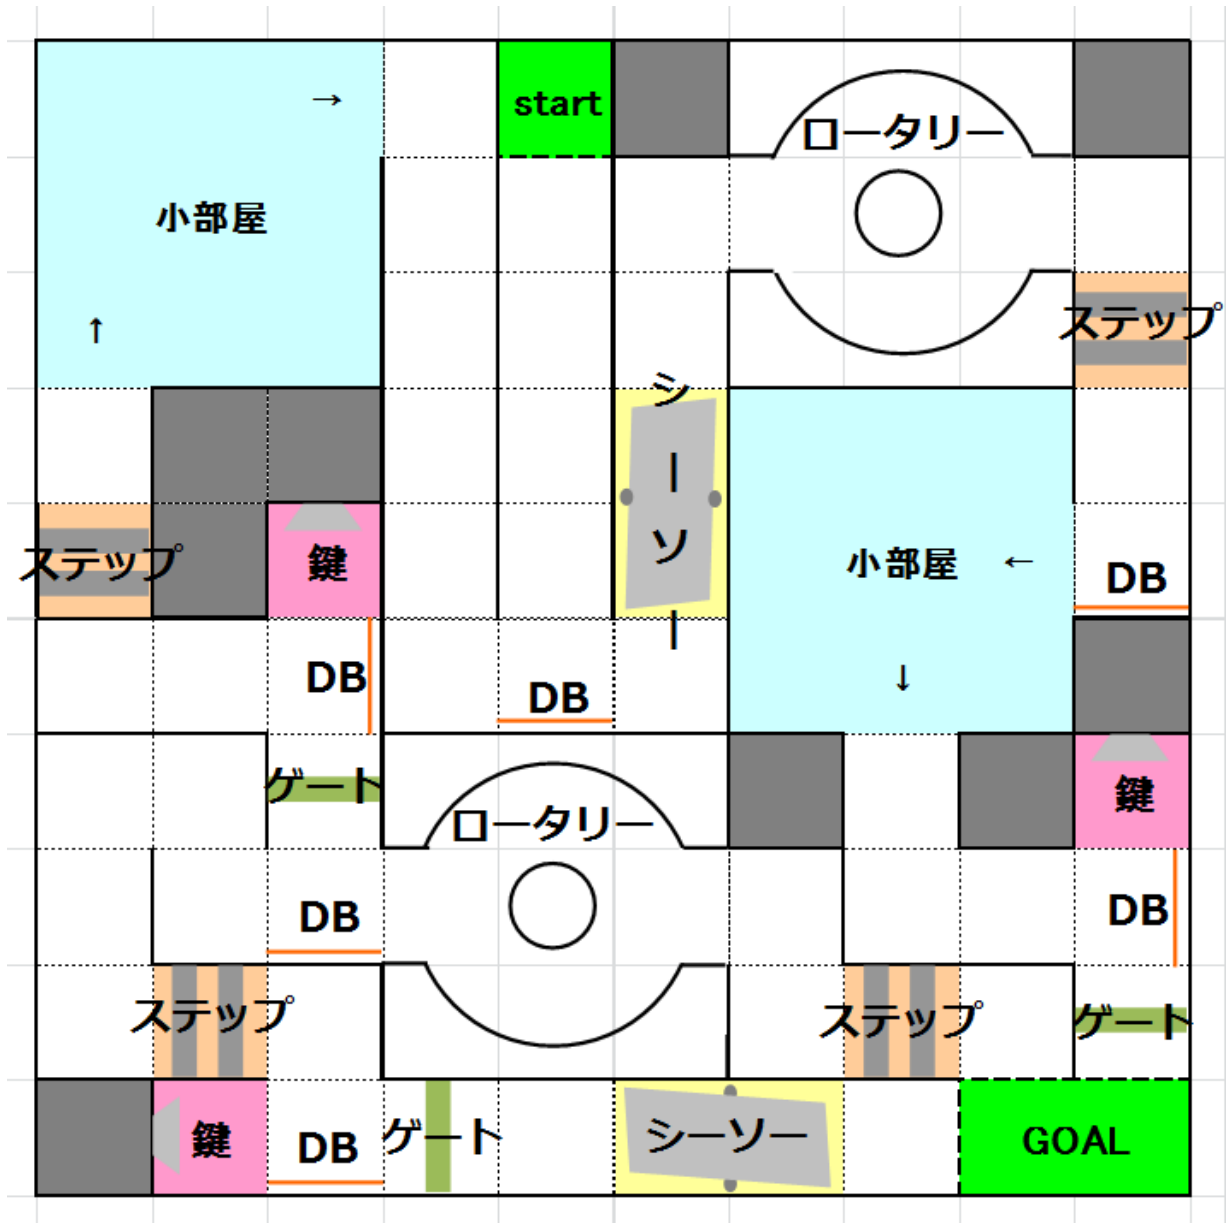 →
start
ロータリー
小部屋
↑
ステップ
シーソー
ステップ
鍵
小部屋
←
DB
DB
DB
↓
ゲート
ロータリー
鍵
DB
DB
ステップ
ステップ
ゲート
鍵
DB
ゲート
シーソー
GOAL